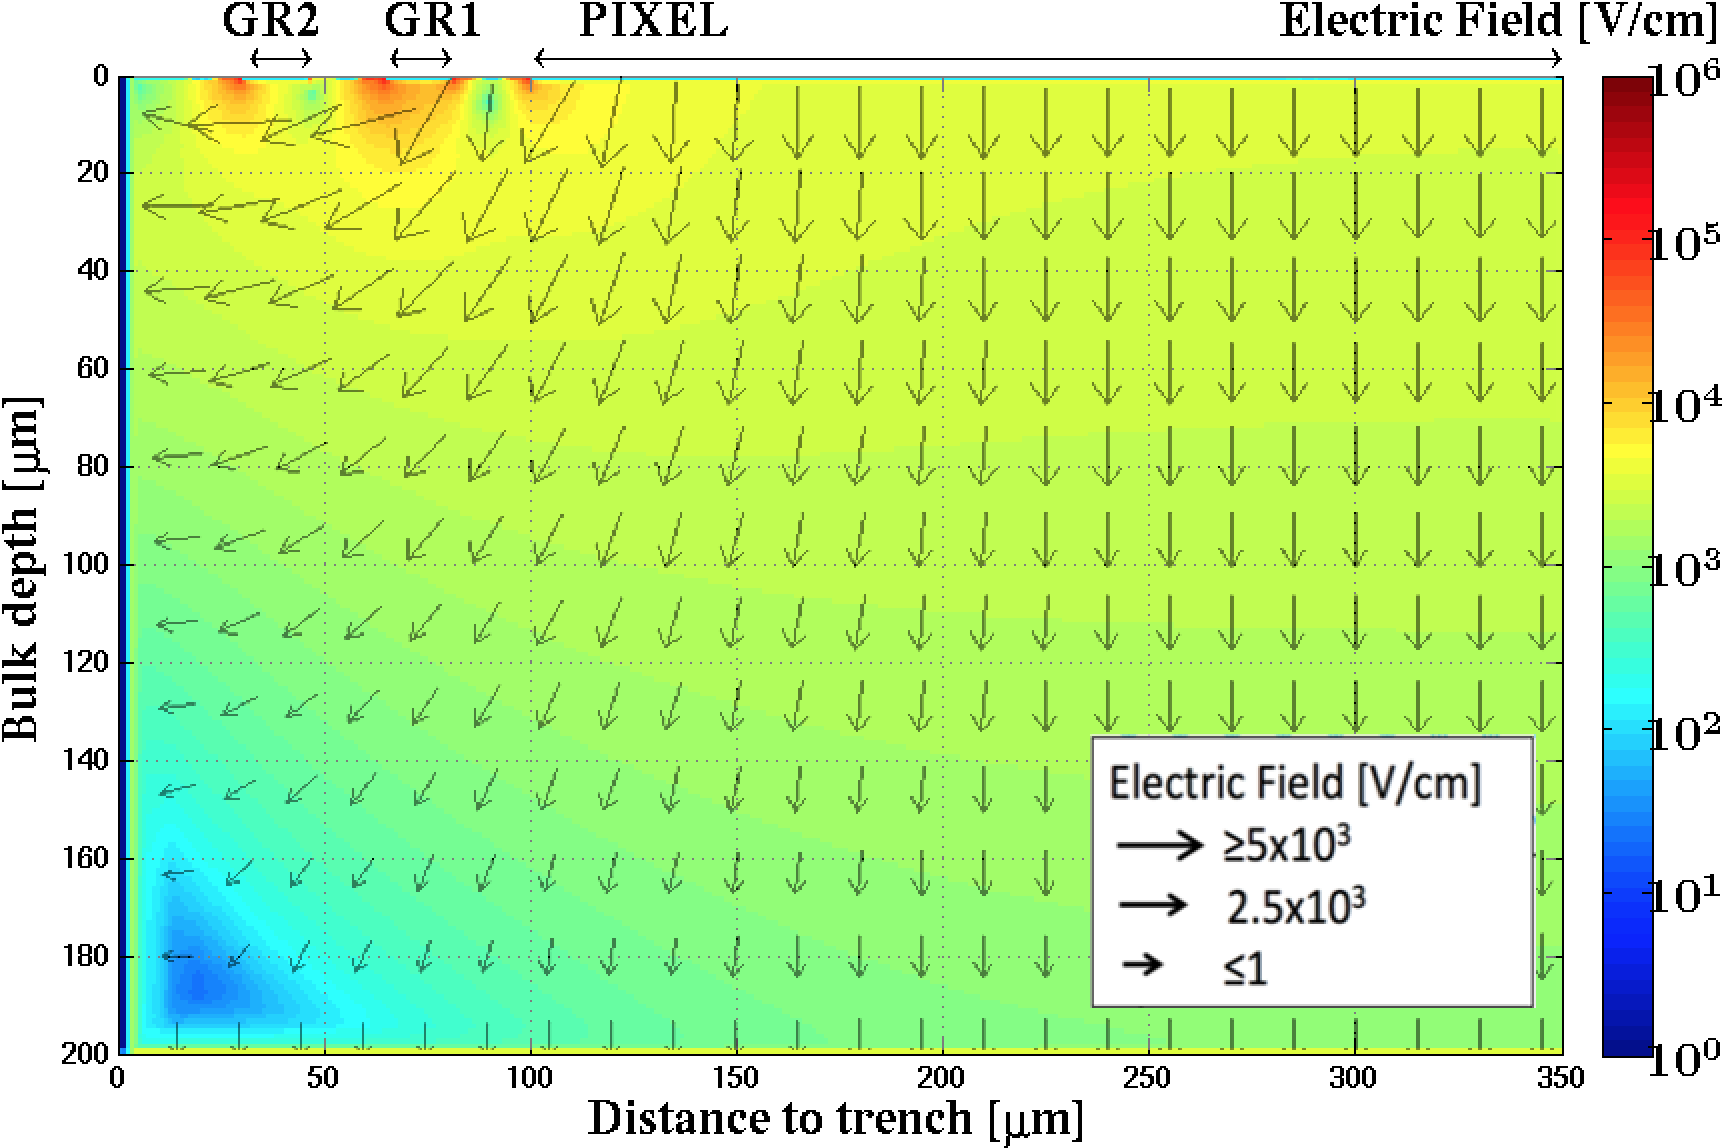 GR2 GR1 PIXEL Electric Field [V/cm]
0
20
40
60
80
100
120
140
160
180
200
Bulk depth [μm]
0 50 100 150 200 250 300 350
Distance to trench [μm]
10⁶
10⁵
10⁴
10³
10²
10¹
10⁰
Electric Field [V/cm]
≥5x10³
2.5x10³
≤1